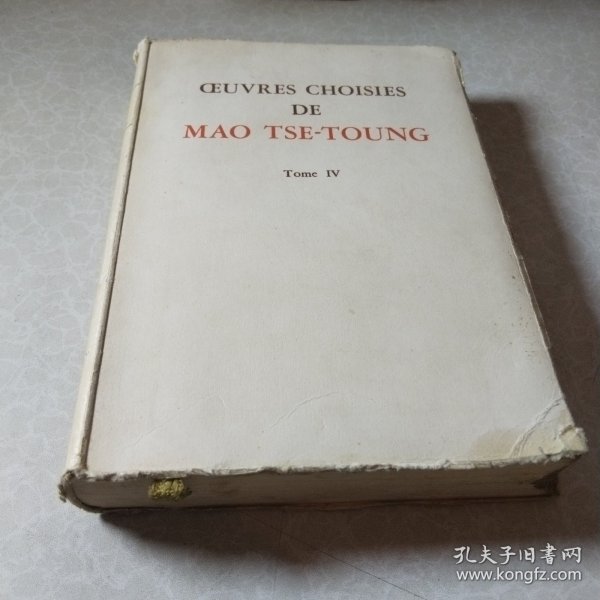 ŒUVRES CHOISIES
DE
MAO TSE-TOUNG
Tome IV
孔夫子旧书网
www.kongfz.com